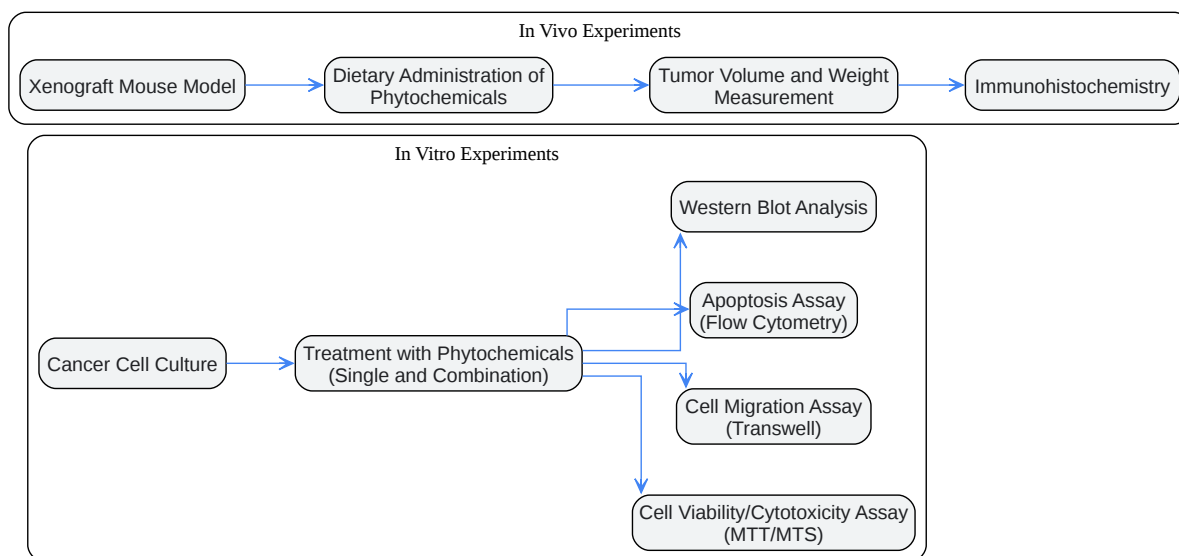 In Vivo Experiments
Xenograft Mouse Model
Dietary Administration of
Phytochemicals
Tumor Volume and Weight
Measurement
Immunohistochemistry
In Vitro Experiments
Western Blot Analysis
Apoptosis Assay
(Flow Cytometry)
Cancer Cell Culture
Treatment with Phytochemicals
(Single and Combination)
Cell Migration Assay
(Transwell)
Cell Viability/Cytotoxicity Assay
(MTT/MTS)